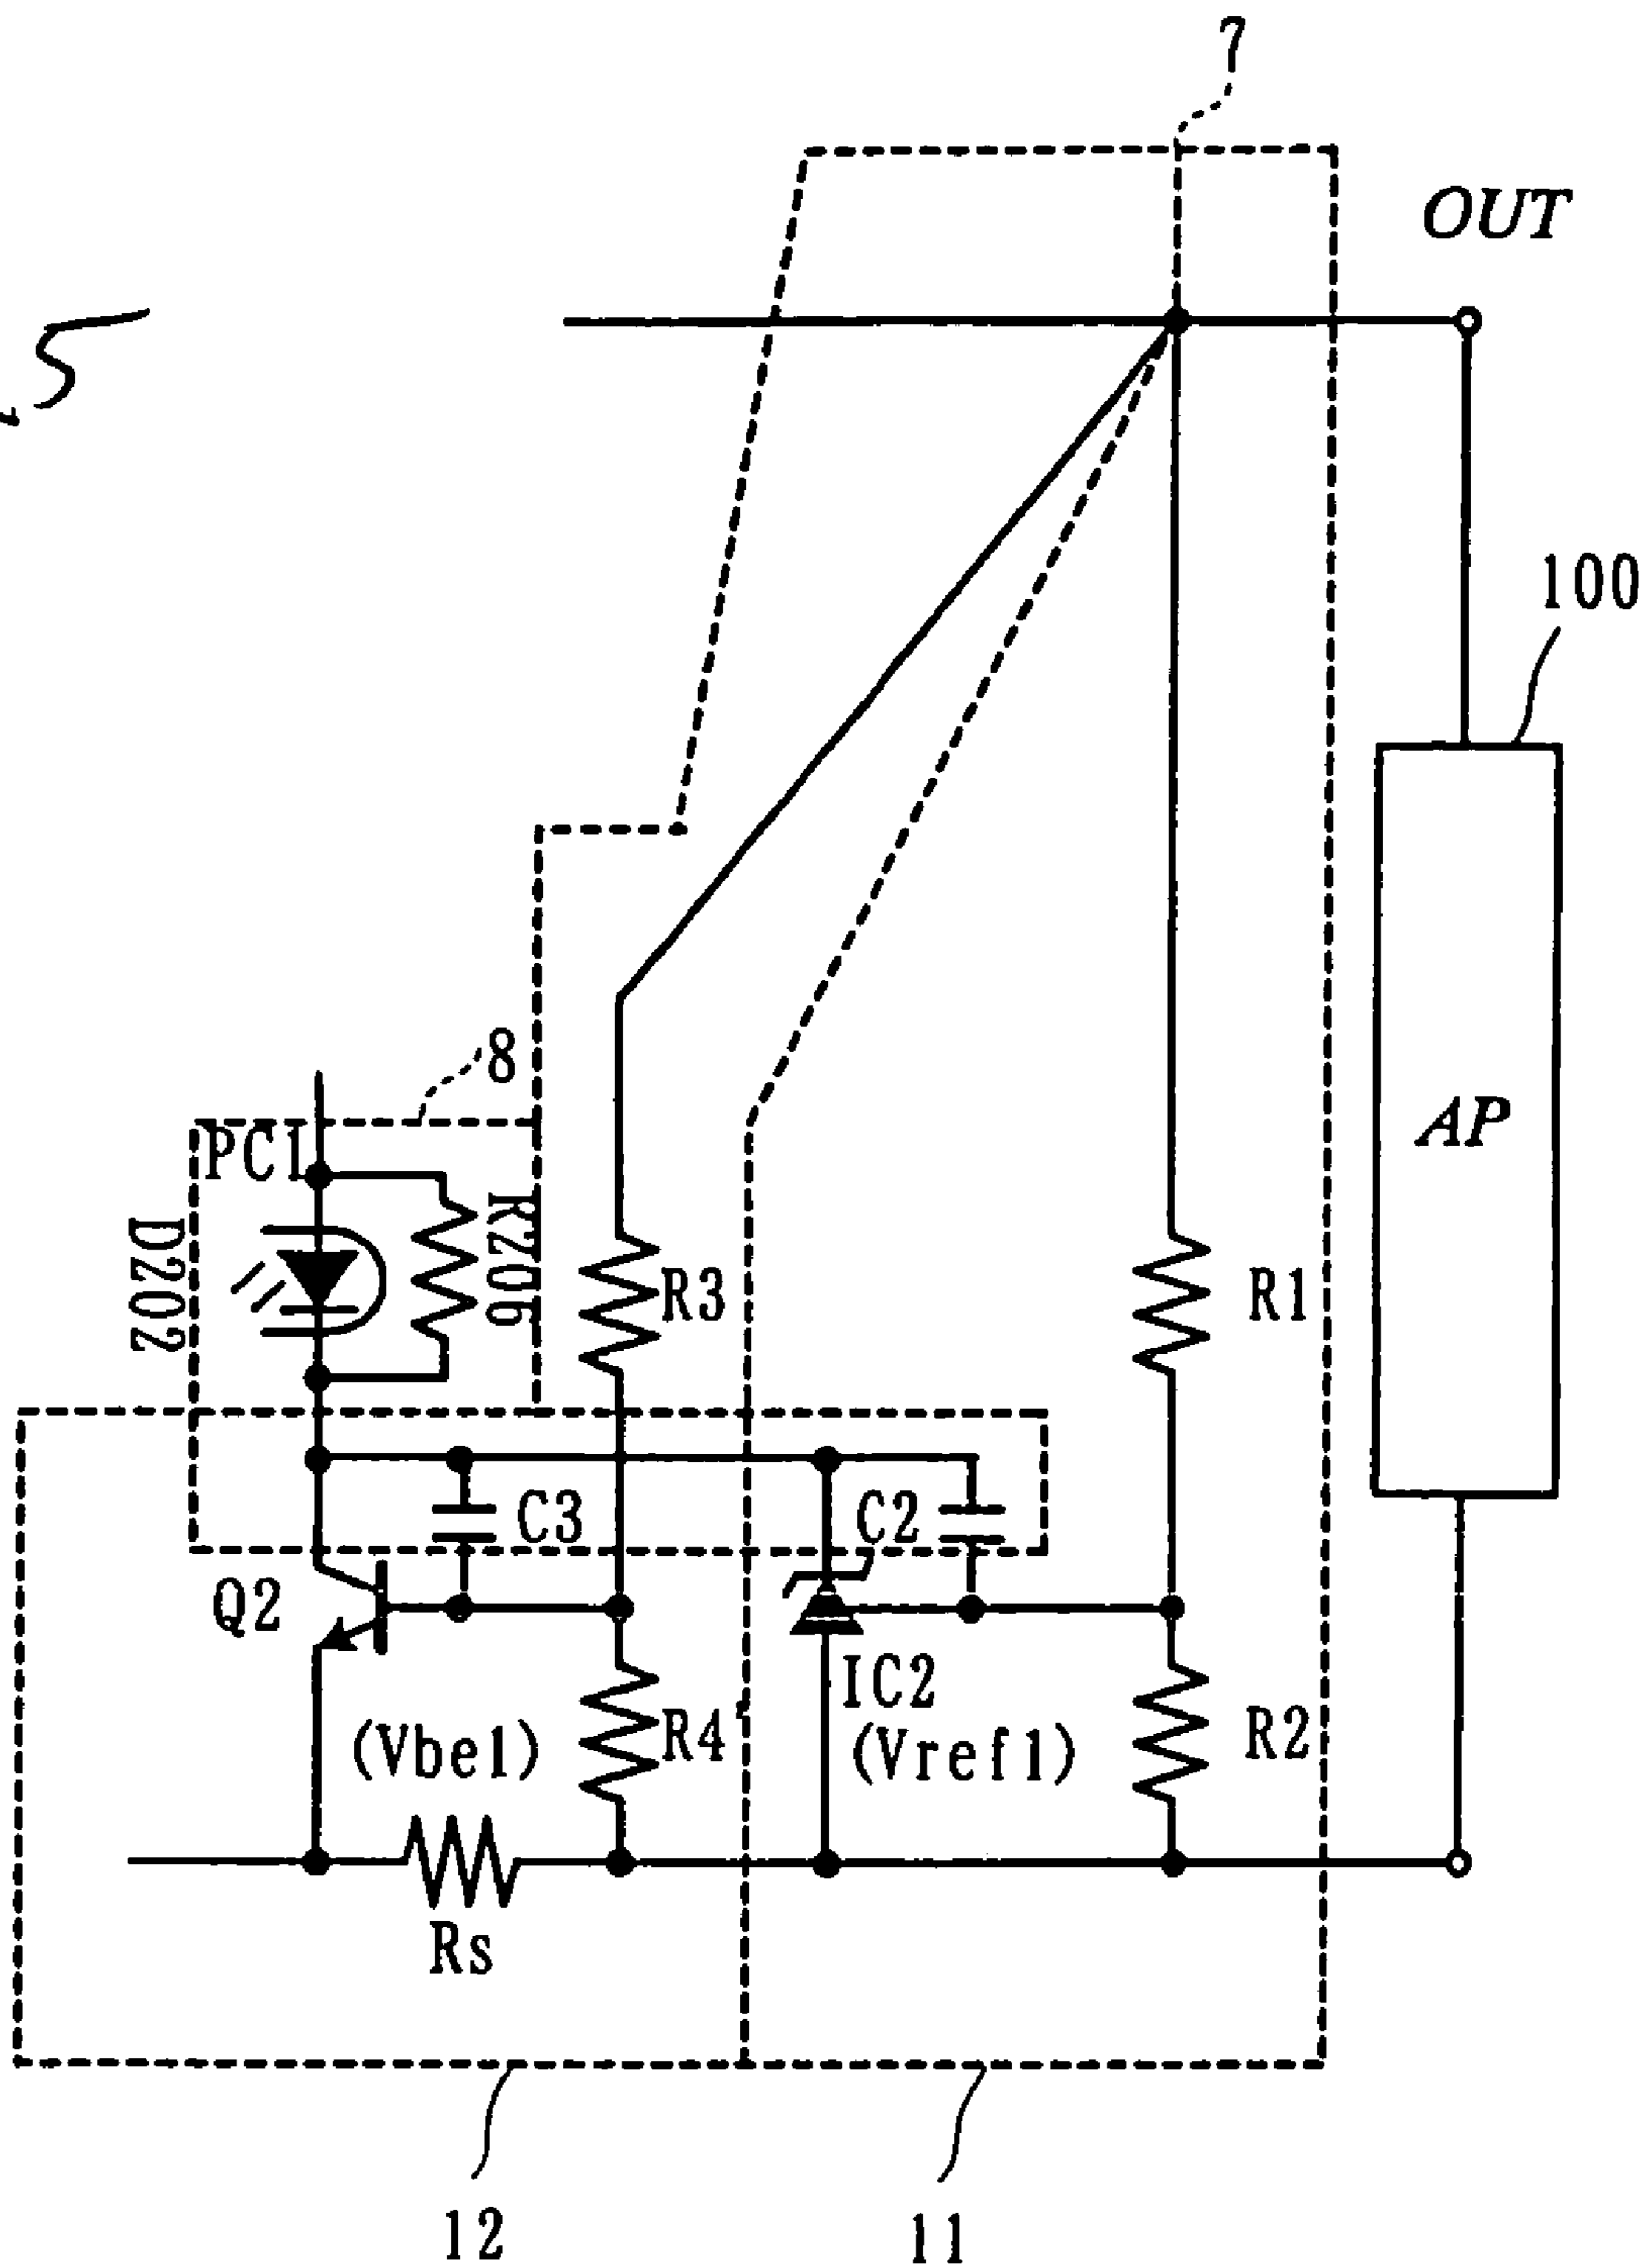 7
OUT
5
100
8
AP
PC1
D202
R206
R3
R1
C3
C2
Q2
IC2
(Vref1)
(Vbe1)
R4
R2
Rs
12
11